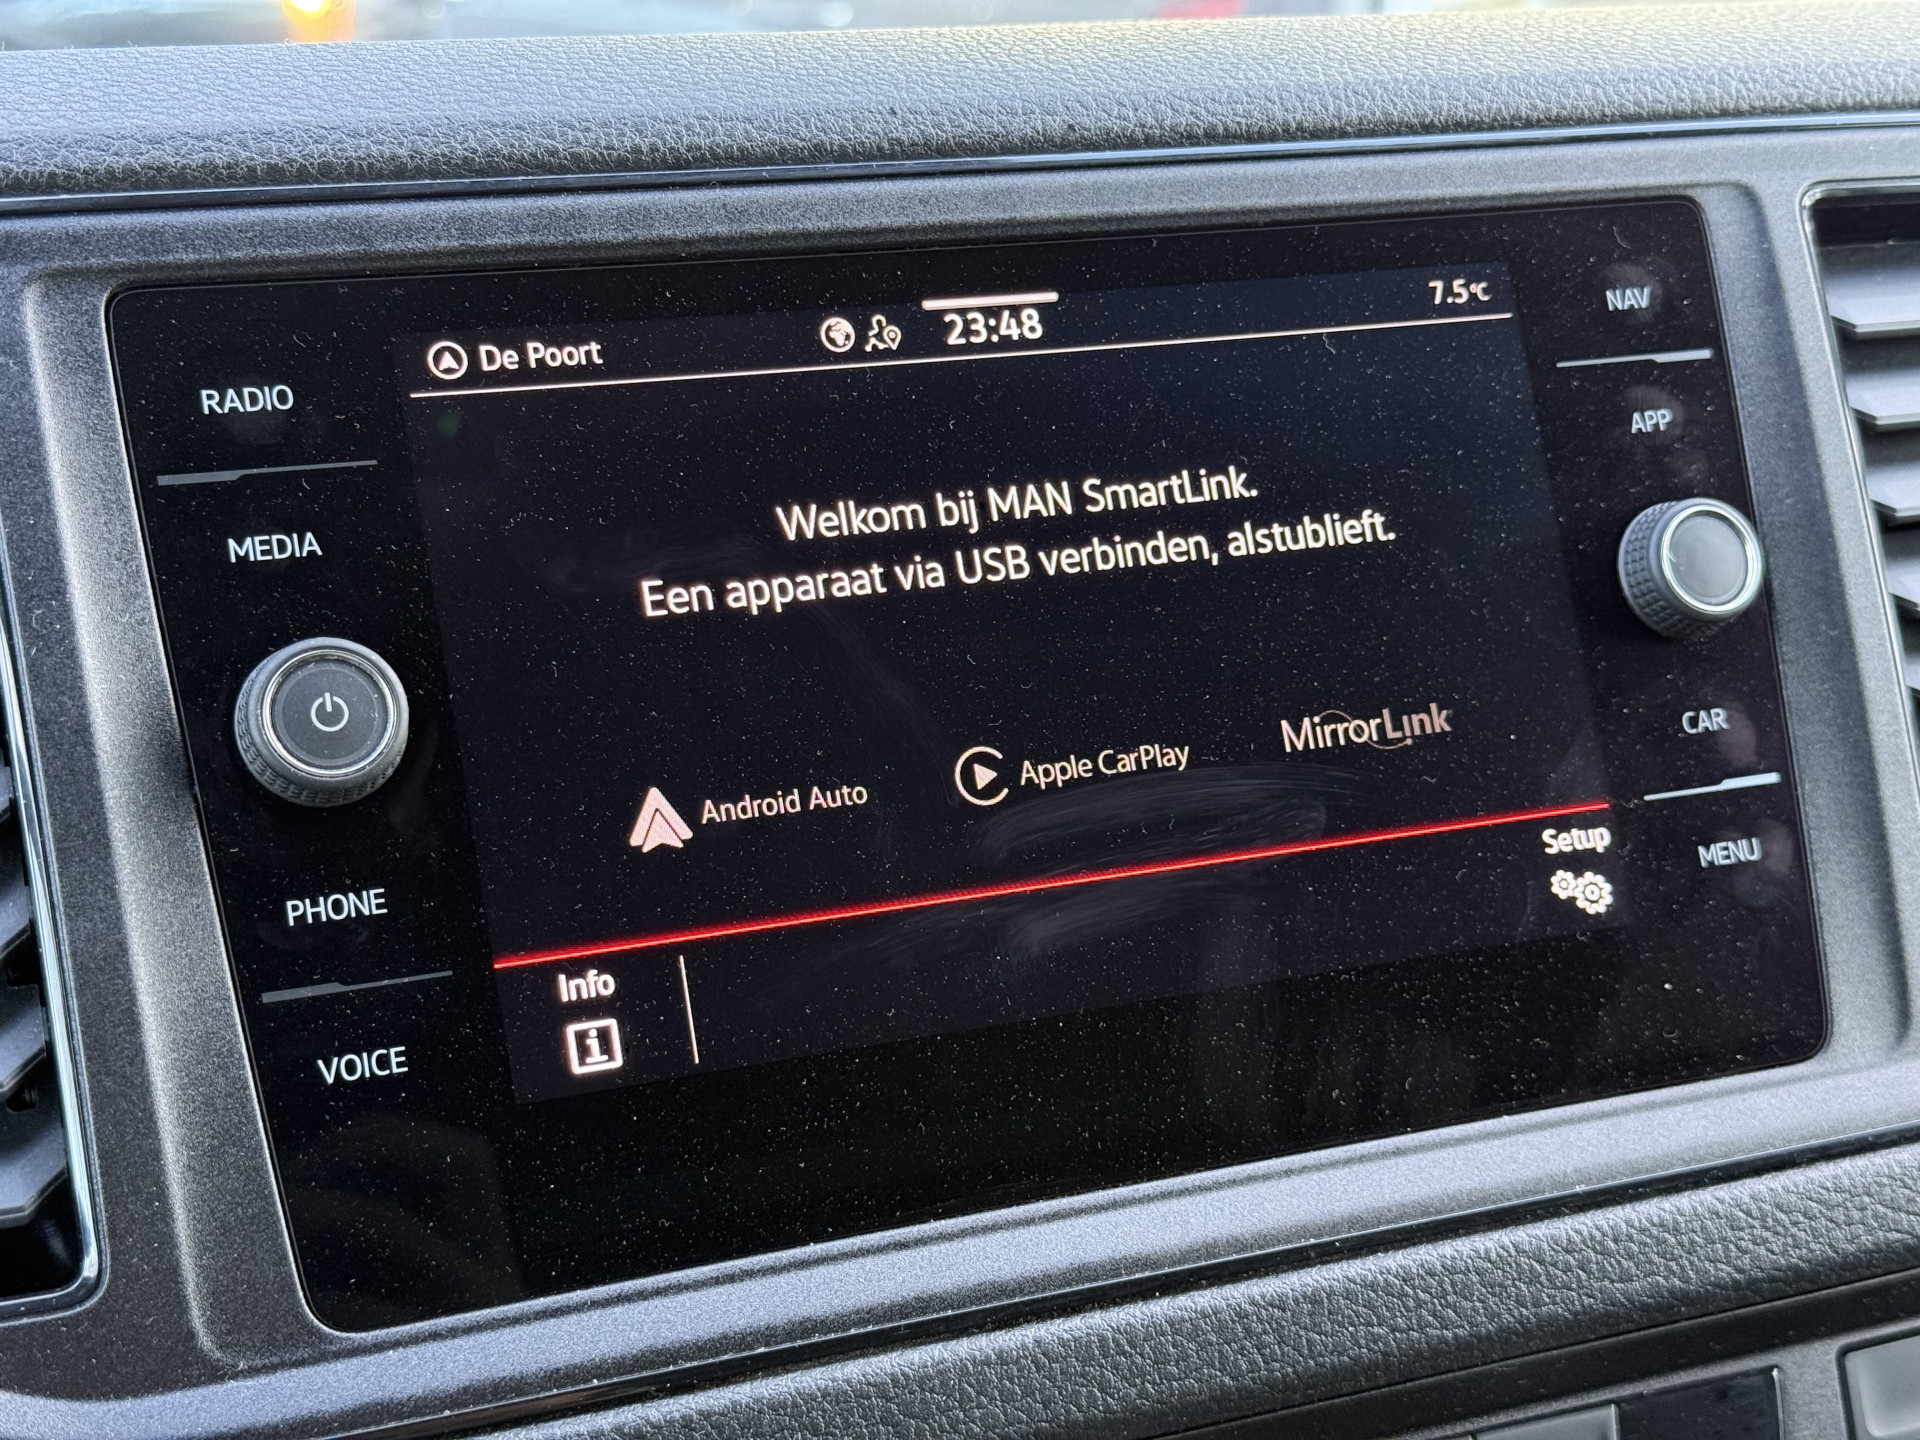 De Poort
23:48
7.5°C
NAV
RADIO
APP
MEDIA
Welkom bij MAN SmartLink.
Een apparaat via USB verbinden, alstublieft.
Android Auto
Apple CarPlay
MirrorLink
CAR
Setup
MENU
PHONE
Info
VOICE